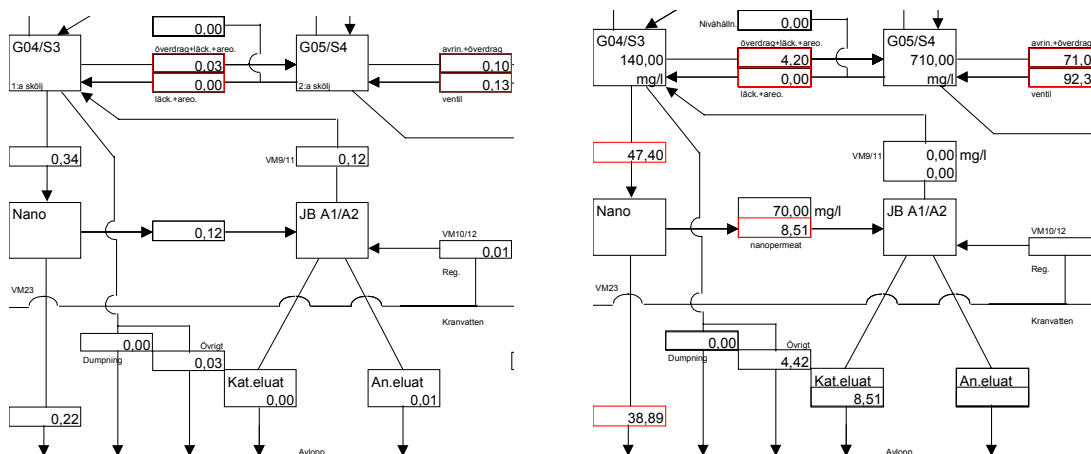 0,00
G04/S3
1:a skölj
överdrag+läck.+areo.
0,03
0,00
läck.+areo.
G05/S4
2:a skölj
avrin.+överdrag
0,10
0,13
ventil
0,34
VM9/11
0,12
Nano
0,12
JB A1/A2
VM10/12
0,01
Reg.
VM23
Kranvatten
0,00
Dumpning
Övrigt
0,03
Kat.eluat
0,00
An.eluat
0,01
0,22
Avlopp
Nivåhålln.
0,00
G04/S3
140,00
mg/l
överdrag+läck.+areo.
4,20
0,00
läck.+areo.
G05/S4
710,00
mg/l
avrin.+överdrag
71,0
92,3
ventil
47,40
VM9/11
0,00 mg/l
0,00
Nano
70,00 mg/l
8,51
nanopermeat
JB A1/A2
VM10/12
Reg.
VM23
Kranvatten
0,00
Dumpning
Övrigt
4,42
Kat.eluat
8,51
An.eluat
38,89
Avlopp